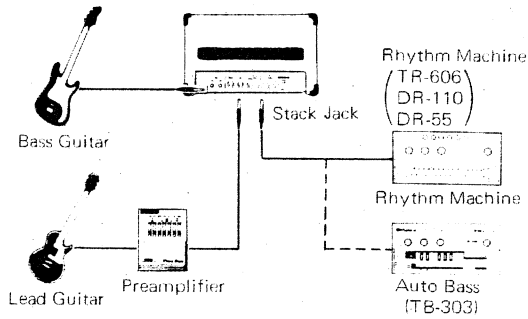 Rhythm Machine
TR-606
DR-110
DR-55
Stack Jack
Bass Guitar
Rhythm Machine
Lead Guitar
Preamplifier
Auto Bass
(TB-303)